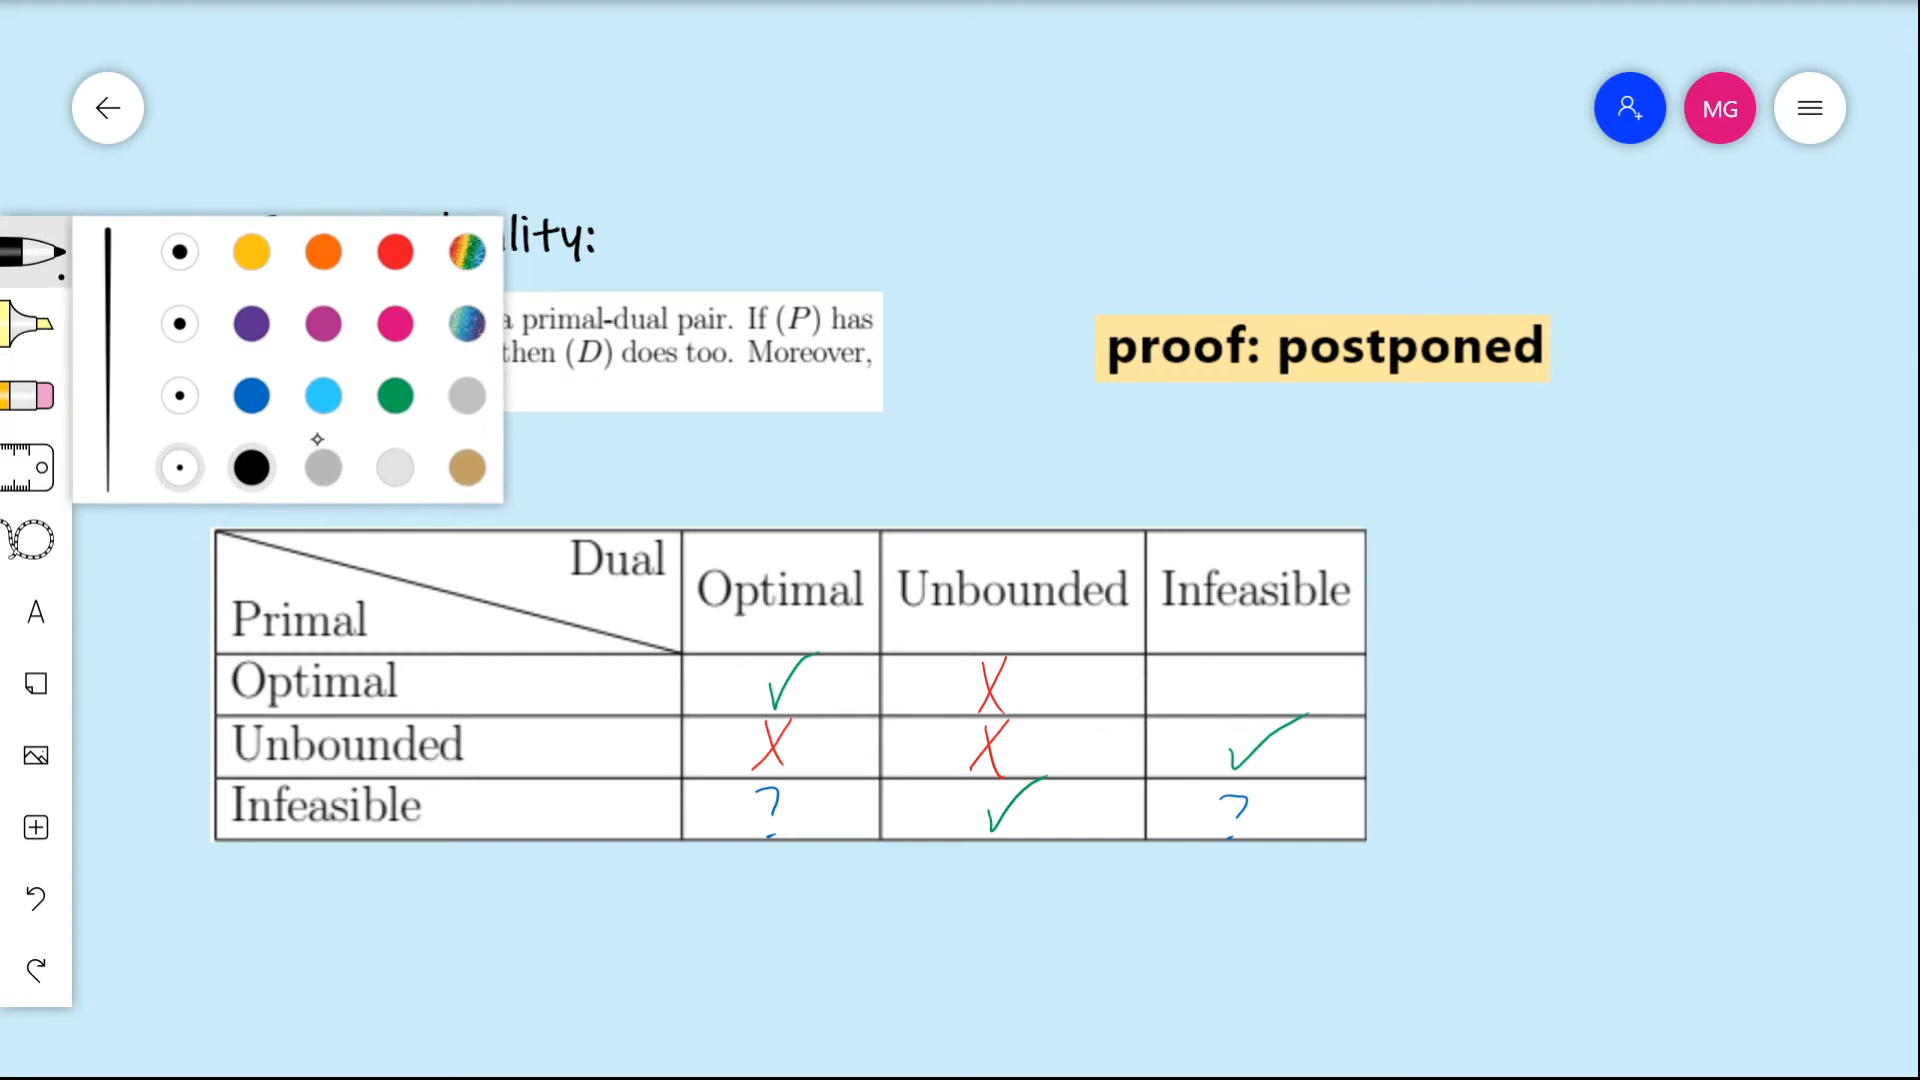 MG
lity:
a primal-dual pair. If (P) has
then (D) does too. Moreover,
proof: postponed
Dual
Primal
Optimal Unbounded Infeasible
Optimal ✓ X
Unbounded X X ✓
Infeasible ? ✓ ?
A